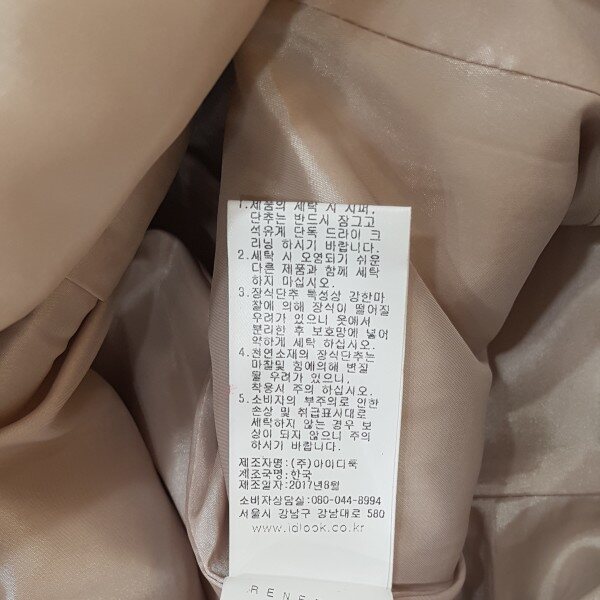 1.제품의 세탁 시 지퍼,
단추는 반드시 장그고
석유계 단독 드라이 크
리닝 하시기 바랍니다.
2.세탁 시 오염되기 쉬운
다른 제품과 함께 세탁
하지 마십시오.
3.장식단추 특성상 강한마
찰에 의해 장식이 떨어질
우려가 있으니 옷에서
분리한 후 보호망에 넣어
약하게 세탁 하십시오.
4.천연소재의 장식단추는
마찰및 힘에의해 변질
될 우려가 있으니,
착용시 주의 하십시오.
5.소비자의 부주의로 인한
손상 및 취급표시대로
세탁하지 않는 경우 보
상이 되지 않으니 주의
하시기 바랍니다.
제조자명:(주)아이디룩
제조국명:한국
제조일자:2017년8월
소비자상담실:080-044-8994
서울시 강남구 강남대로 580
www.idlook.co.kr
RENE